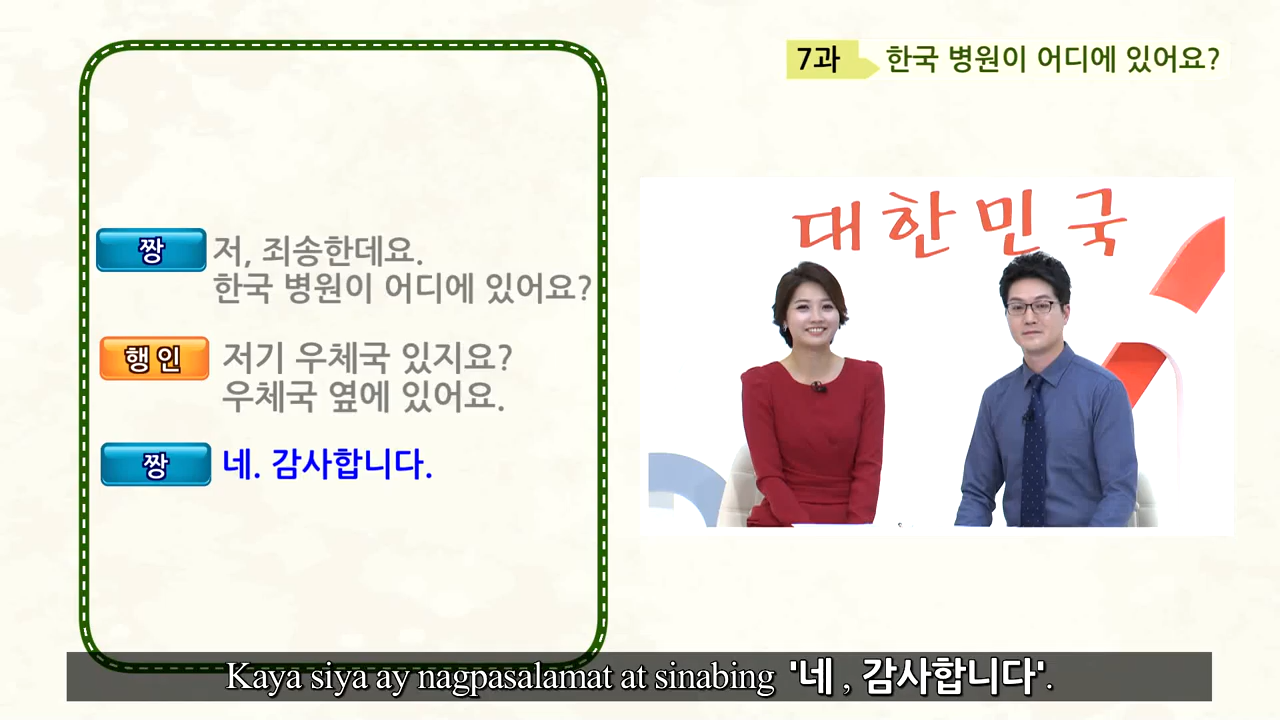 7과 한국 병원이 어디에 있어요?
대한민국
짱 저, 죄송한데요.
한국 병원이 어디에 있어요?
행인 저기 우체국 있지요?
우체국 옆에 있어요.
짱 네. 감사합니다.
Kaya siya ay nagpasalamat at sinabing '네 , 감사합니다'.